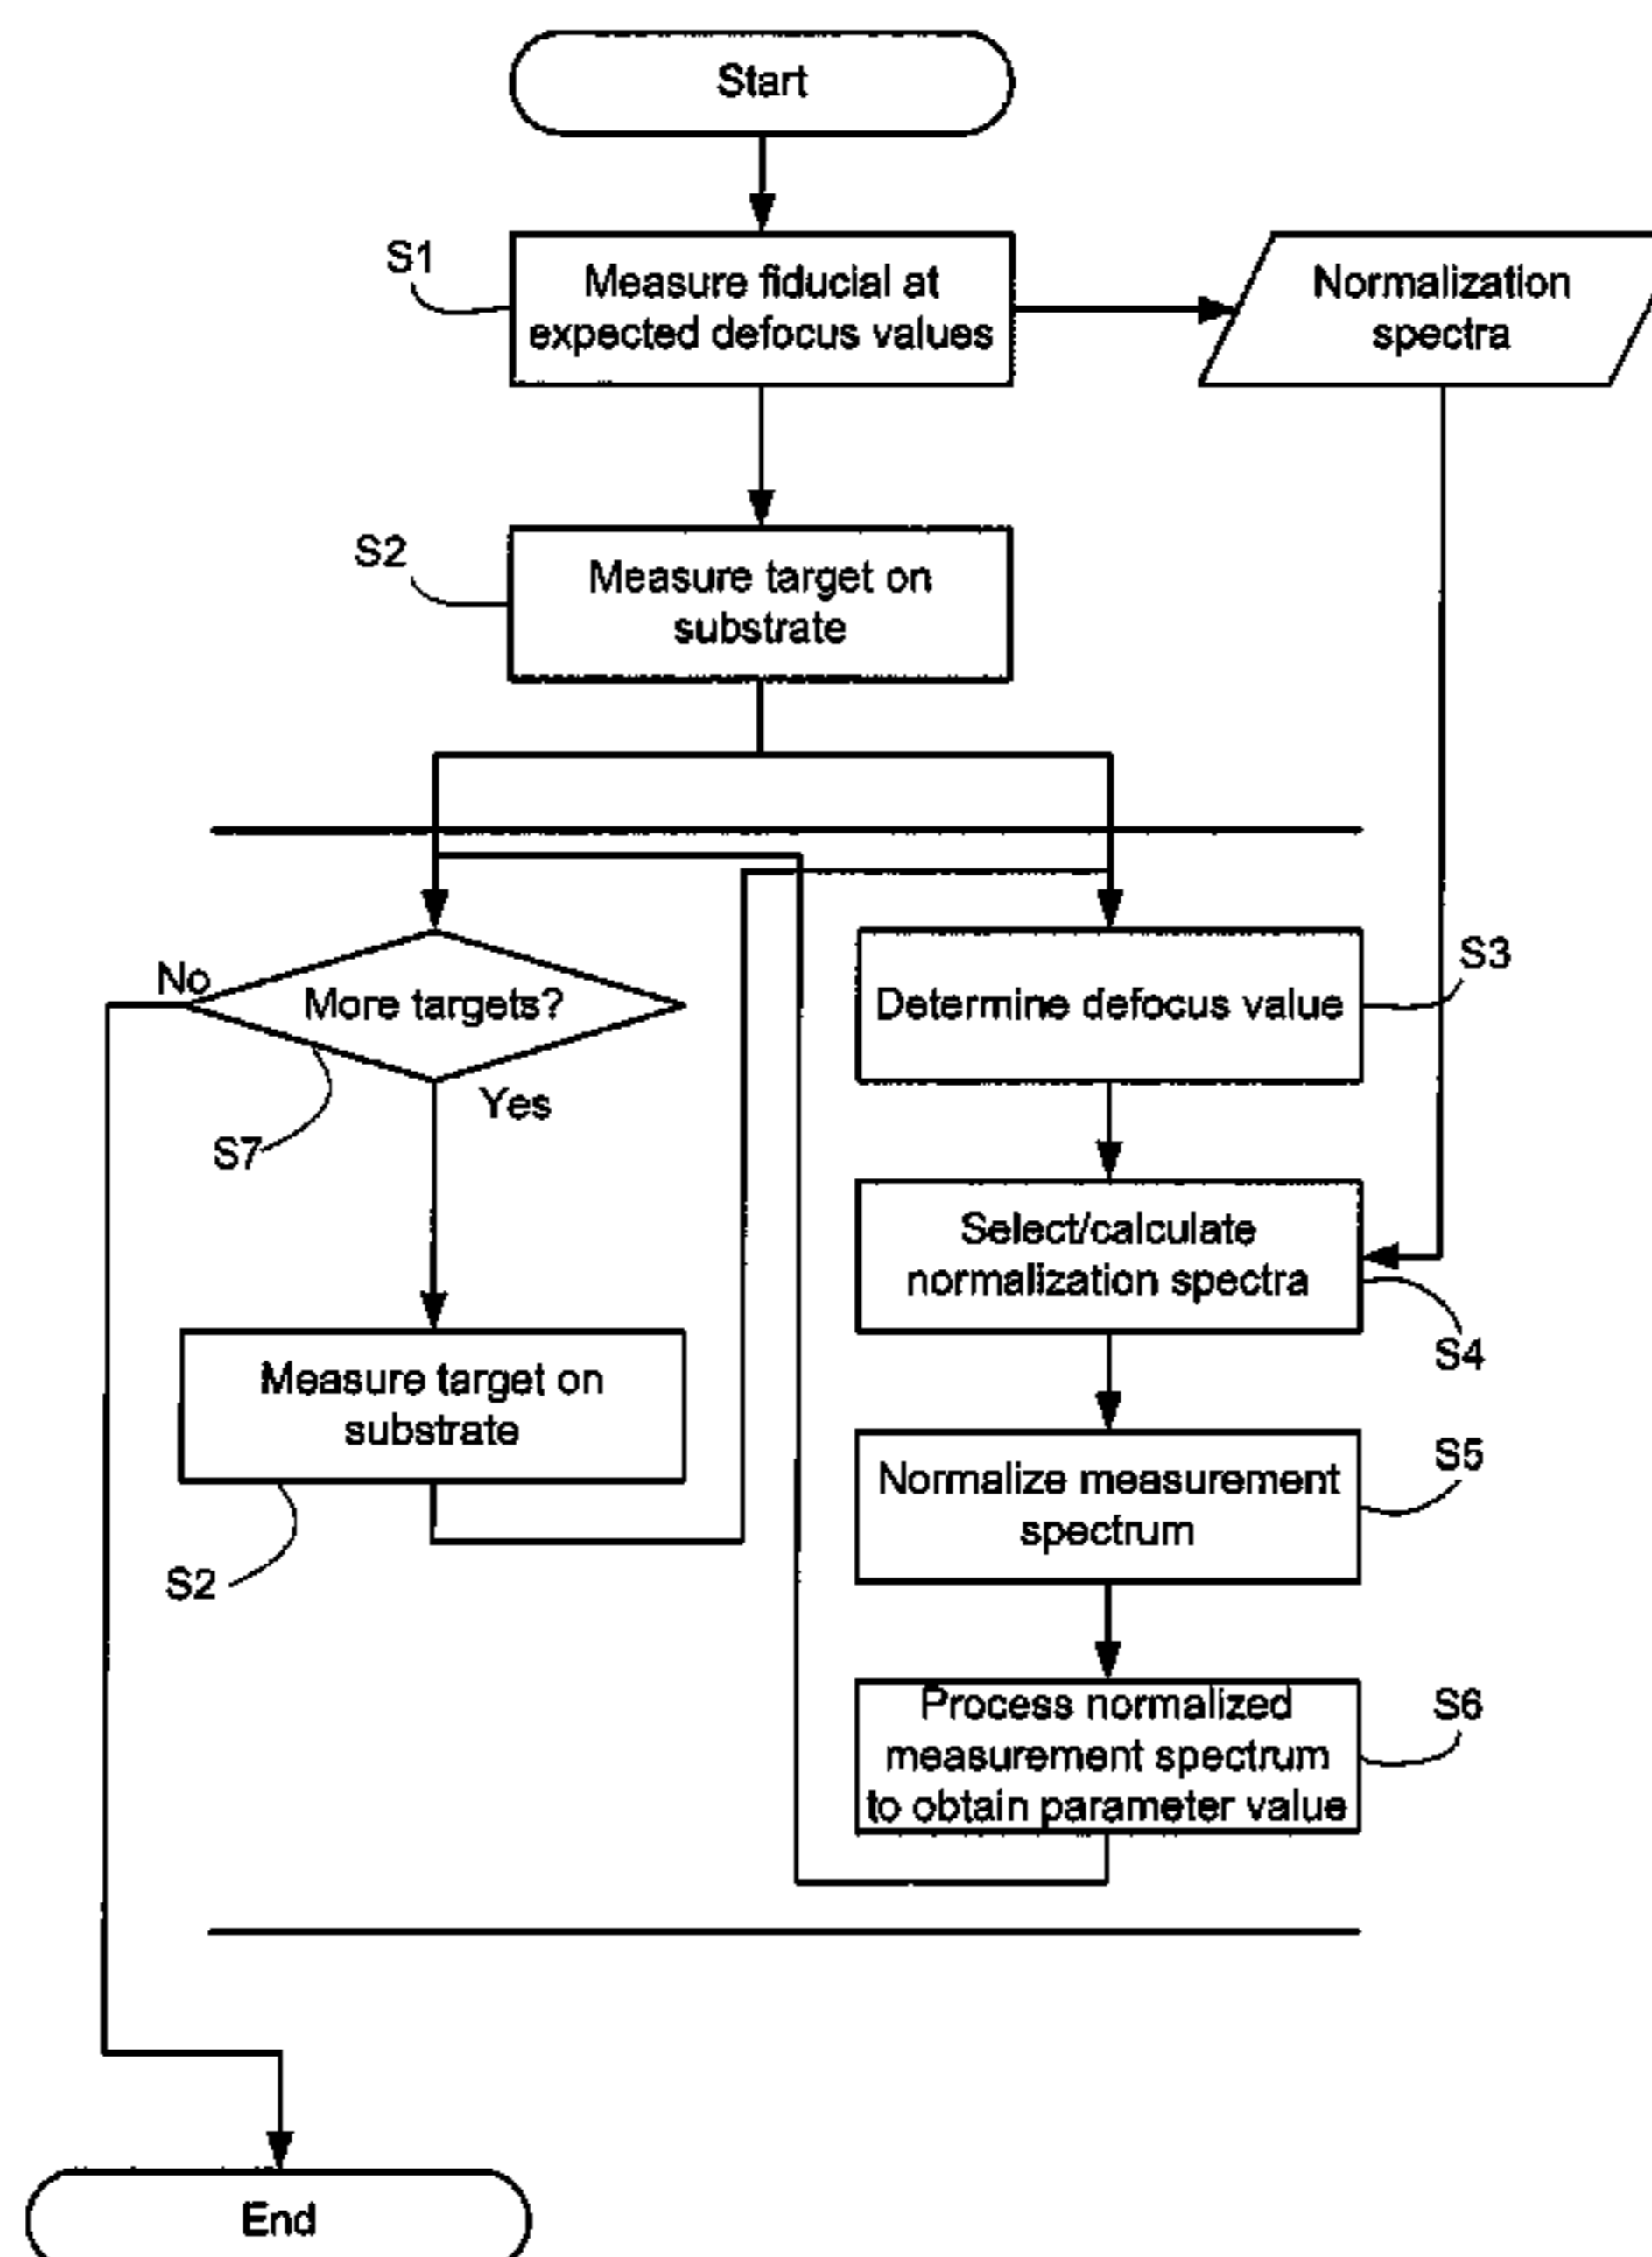 Start
S1
Measure fiducial at
expected defocus values
Normalization
spectra
S2
Measure target on
substrate
No
More targets?
Yes
S7
Determine defocus value
S3
Select/calculate
normalization spectra
S4
Measure target on
substrate
S2
Normalize measurement
spectrum
S5
Process normalized
measurement spectrum
to obtain parameter value
S6
End